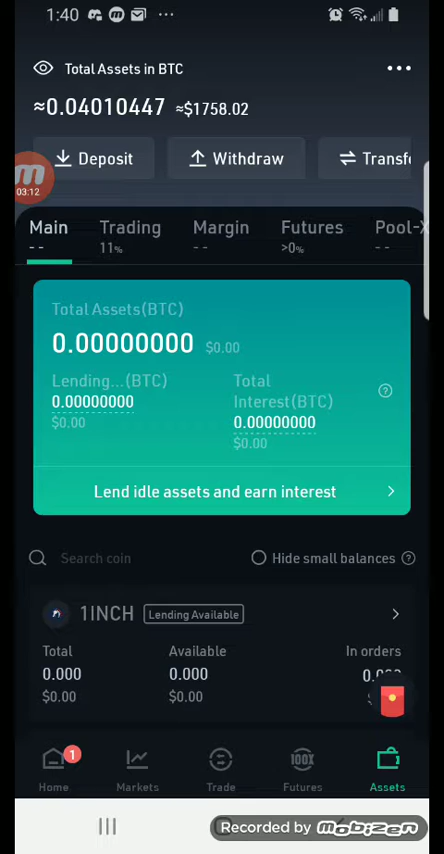 1:40
Total Assets in BTC
≈0.04010447 ≈$1758.02
Deposit Withdraw
03:12
Main Trading Margin Futures
- - 11% - - >0% - -
Total Assets(BTC)
0.00000000 $0.00
Lending...(BTC) Total
Interest(BTC)
0.00000000
$0.00
0.00000000
$0.00
Lend idle assets and earn interest
Search coin Hide small balances
1INCH Lending Available
Total Available In orders
0.000 0.000
$0.00 $0.00
1
100X
Home Markets Trade Futures Assets
Recorded by mobizen